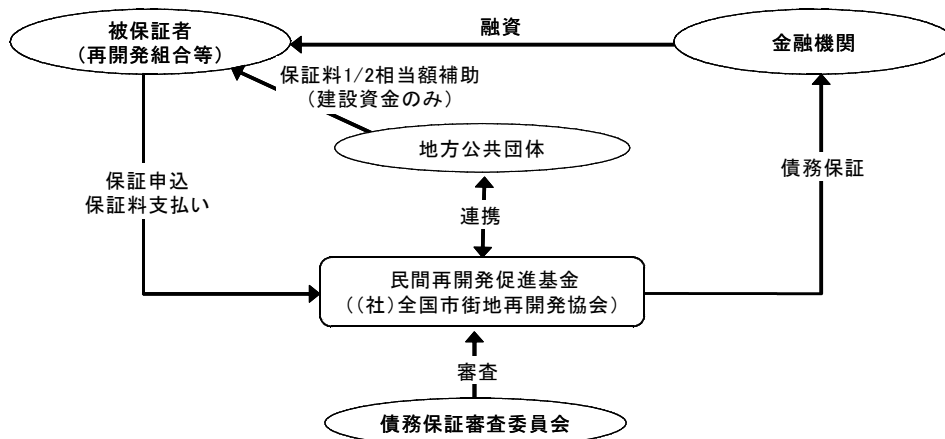 被保証者
（再開発組合等）
融資
金融機関
保証料1/2相当額補助
（建設資金のみ）
地方公共団体
保証申込
保証料支払い
債務保証
連携
民間再開発促進基金
（（社）全国市街地再開発協会）
審査
債務保証審査委員会